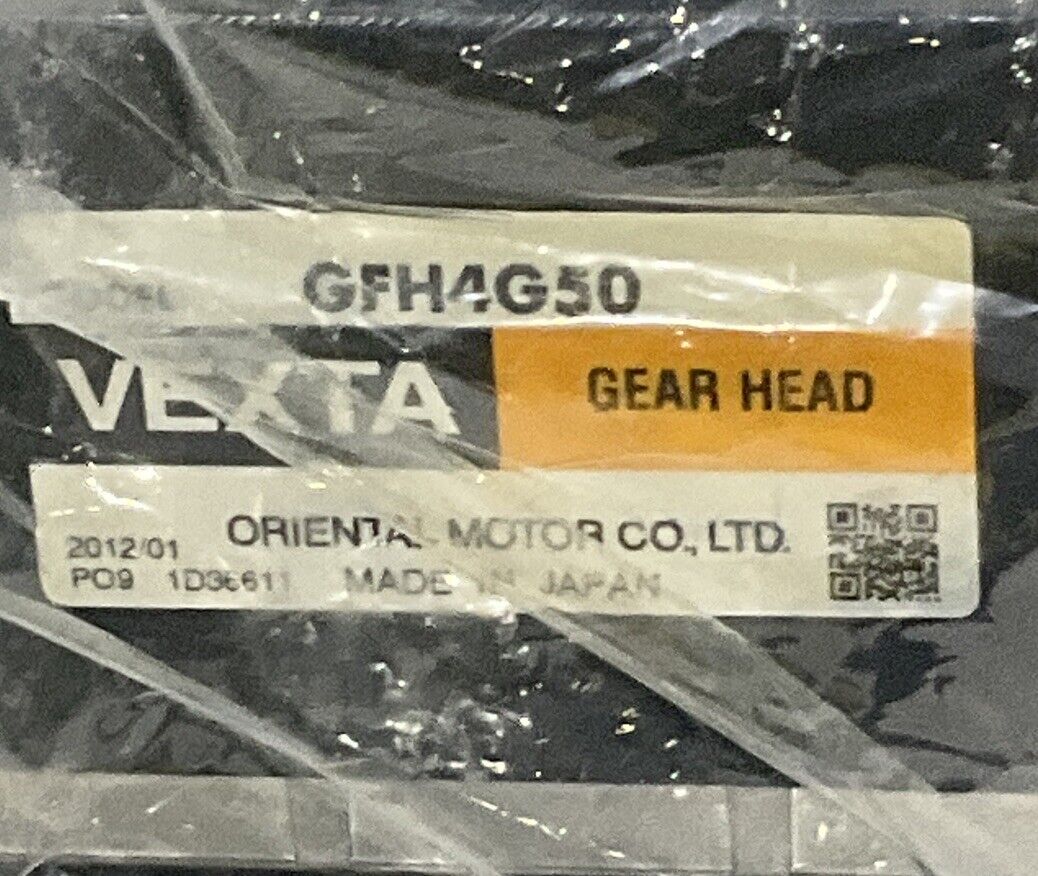 GFH4G50
VEXTA
GEAR HEAD
ORIENTAL MOTOR CO., LTD.
2012/01
PO9
MADE IN JAPAN